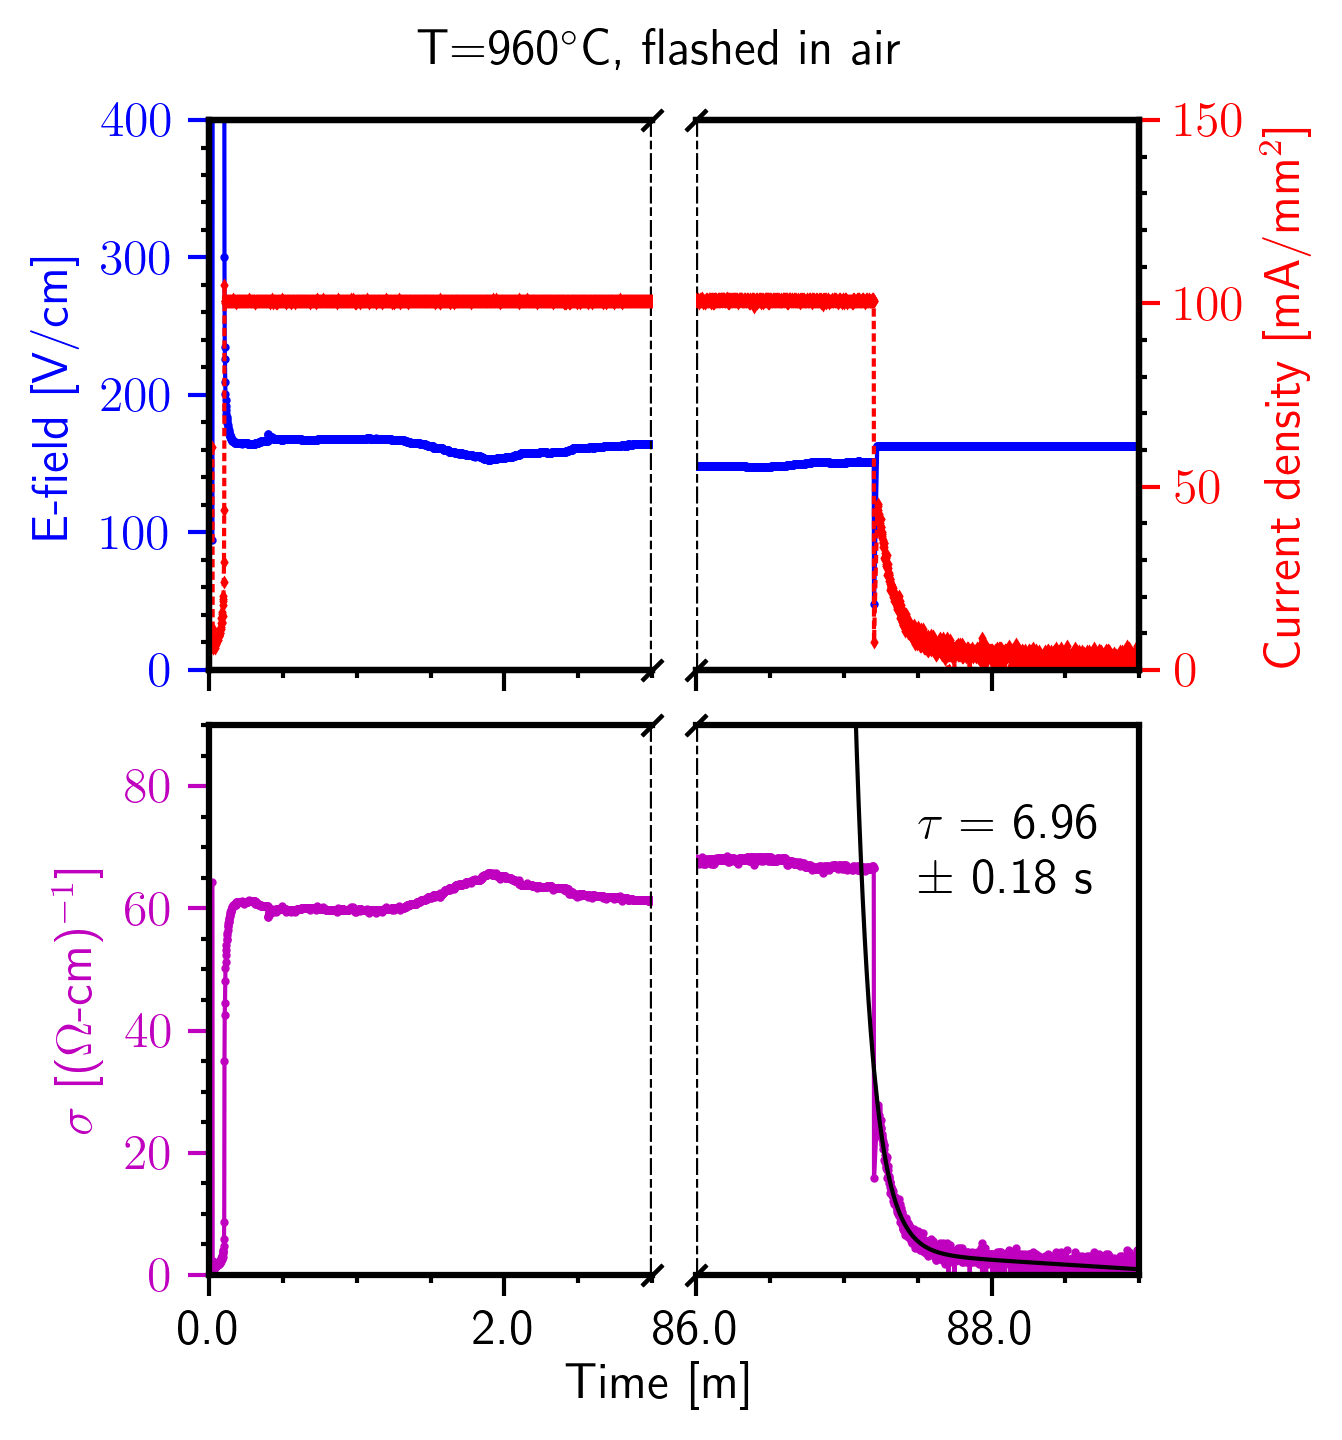 T=960°C, flashed in air
400
300
200
100
0
E-field [V/cm]
150
100
50
0
Current density [mA/mm²]
80
60
40
20
0
σ [(Ω-cm)⁻¹]
τ = 6.96
± 0.18 s
0.0 2.0 86.0 88.0
Time [m]